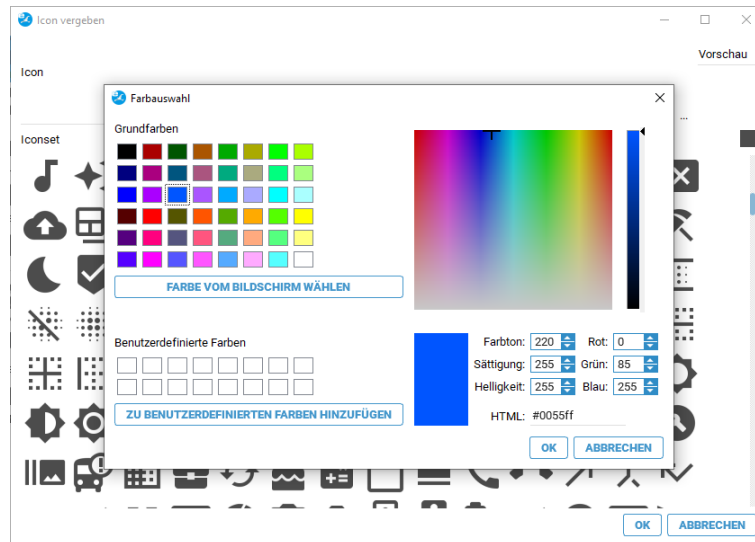 Icon vergeben
Vorschau
Icon
Farbauswahl
Grundfarben
...
Iconset
FARBE VOM BILDSCHIRM WÄHLEN
Benutzerdefinierte Farben
Farbton: 220 Rot: 0
Sättigung: 255 Grün: 85
Helligkeit: 255 Blau: 255
ZU BENUTZERDEFINIERTEN FARBEN HINZUFÜGEN
HTML: #0055ff
OK ABBRECHEN
OK ABBRECHEN